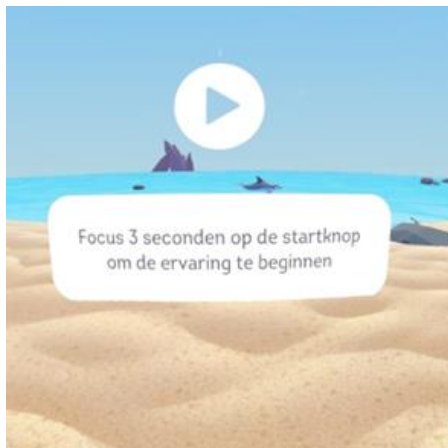 Focus 3 seconden op de startknop
om de ervaring te beginnen